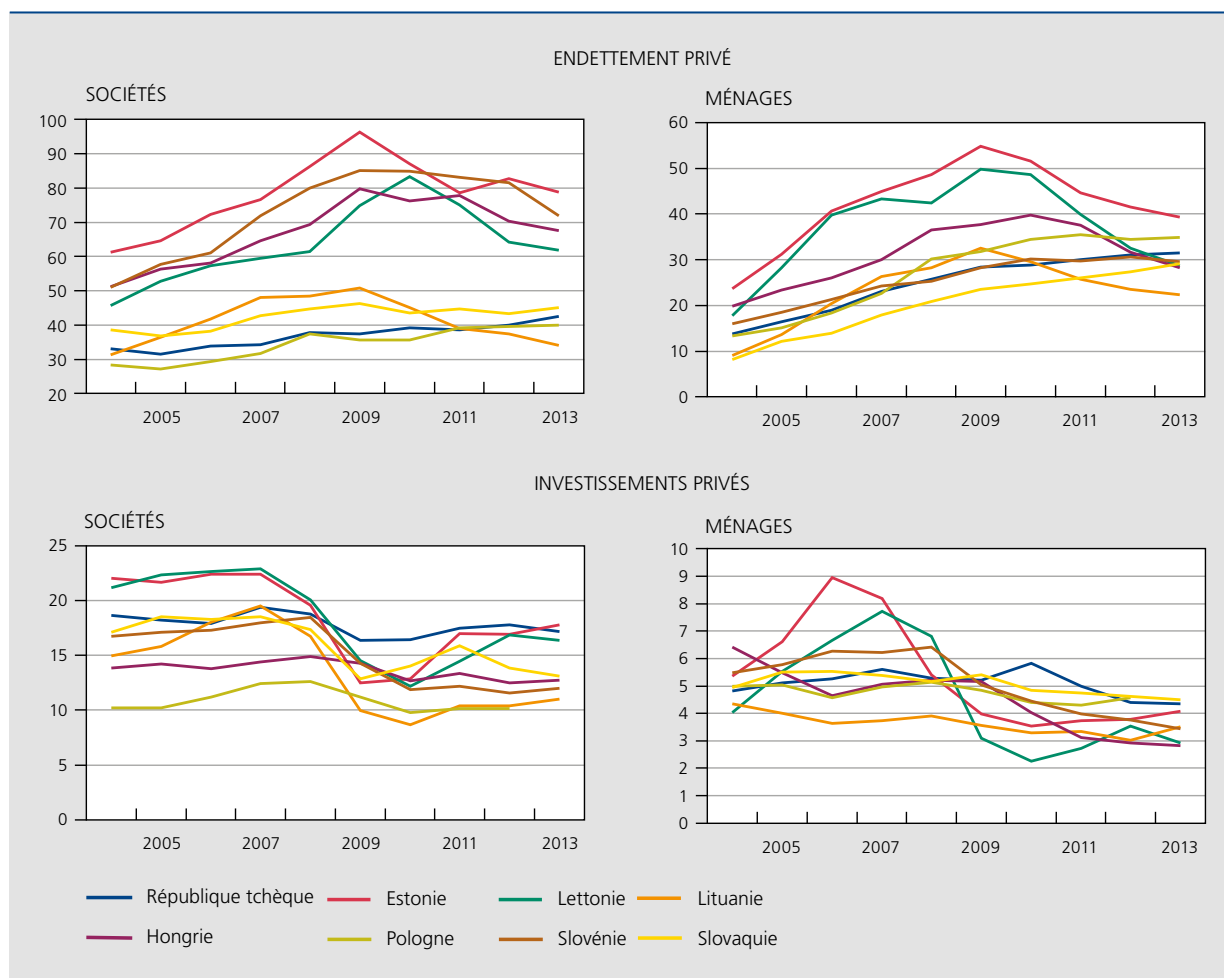 ENDETTEMENT PRIVÉ
SOCIÉTÉS
100
90
80
70
60
50
40
30
20
2005 2007 2009 2011 2013
MÉNAGES
60
50
40
30
20
10
0
2005 2007 2009 2011 2013
INVESTISSEMENTS PRIVÉS
SOCIÉTÉS
25
20
15
10
5
0
2005 2007 2009 2011 2013
MÉNAGES
10
9
8
7
6
5
4
3
2
1
0
2005 2007 2009 2011 2013
République tchèque Estonie Lettonie Lituanie
Hongrie Pologne Slovénie Slovaquie